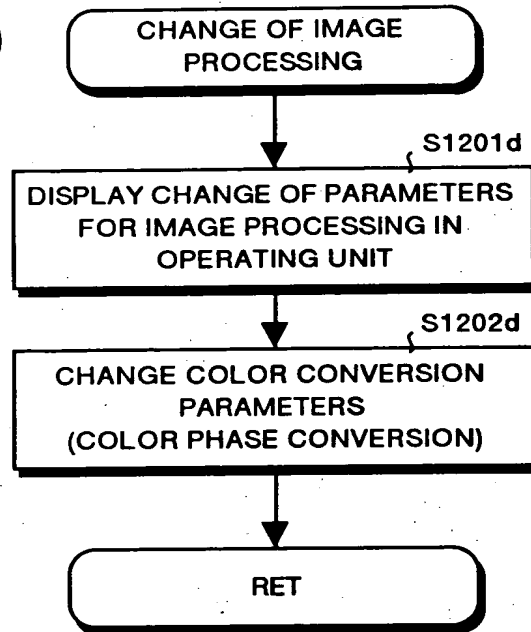 )
CHANGE OF IMAGE
PROCESSING
S1201d
DISPLAY CHANGE OF PARAMETERS
FOR IMAGE PROCESSING IN
OPERATING UNIT
S1202d
CHANGE COLOR CONVERSION
PARAMETERS
(COLOR PHASE CONVERSION)
RET